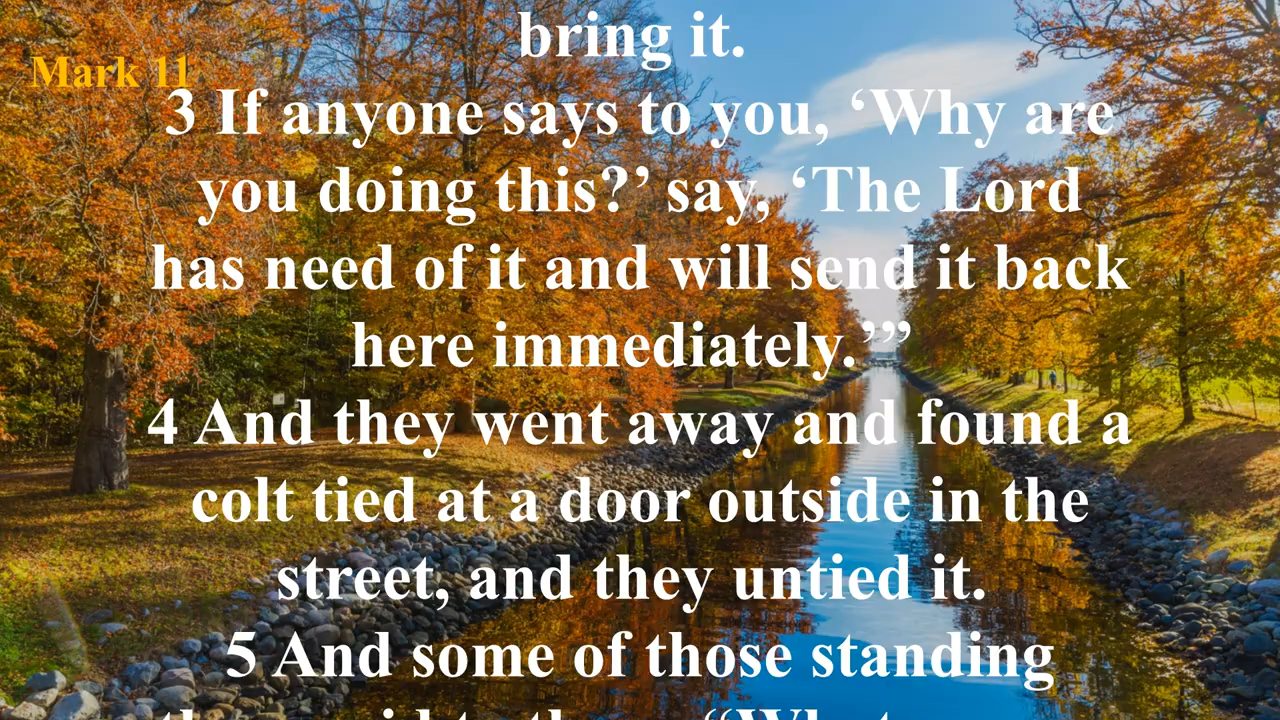 bring it.
Mark 11
3 If anyone says to you, ‘Why are
you doing this?’ say, ‘The Lord
has need of it and will send it back
here immediately.’”
4 And they went away and found a
colt tied at a door outside in the
street, and they untied it.
5 And some of those standing